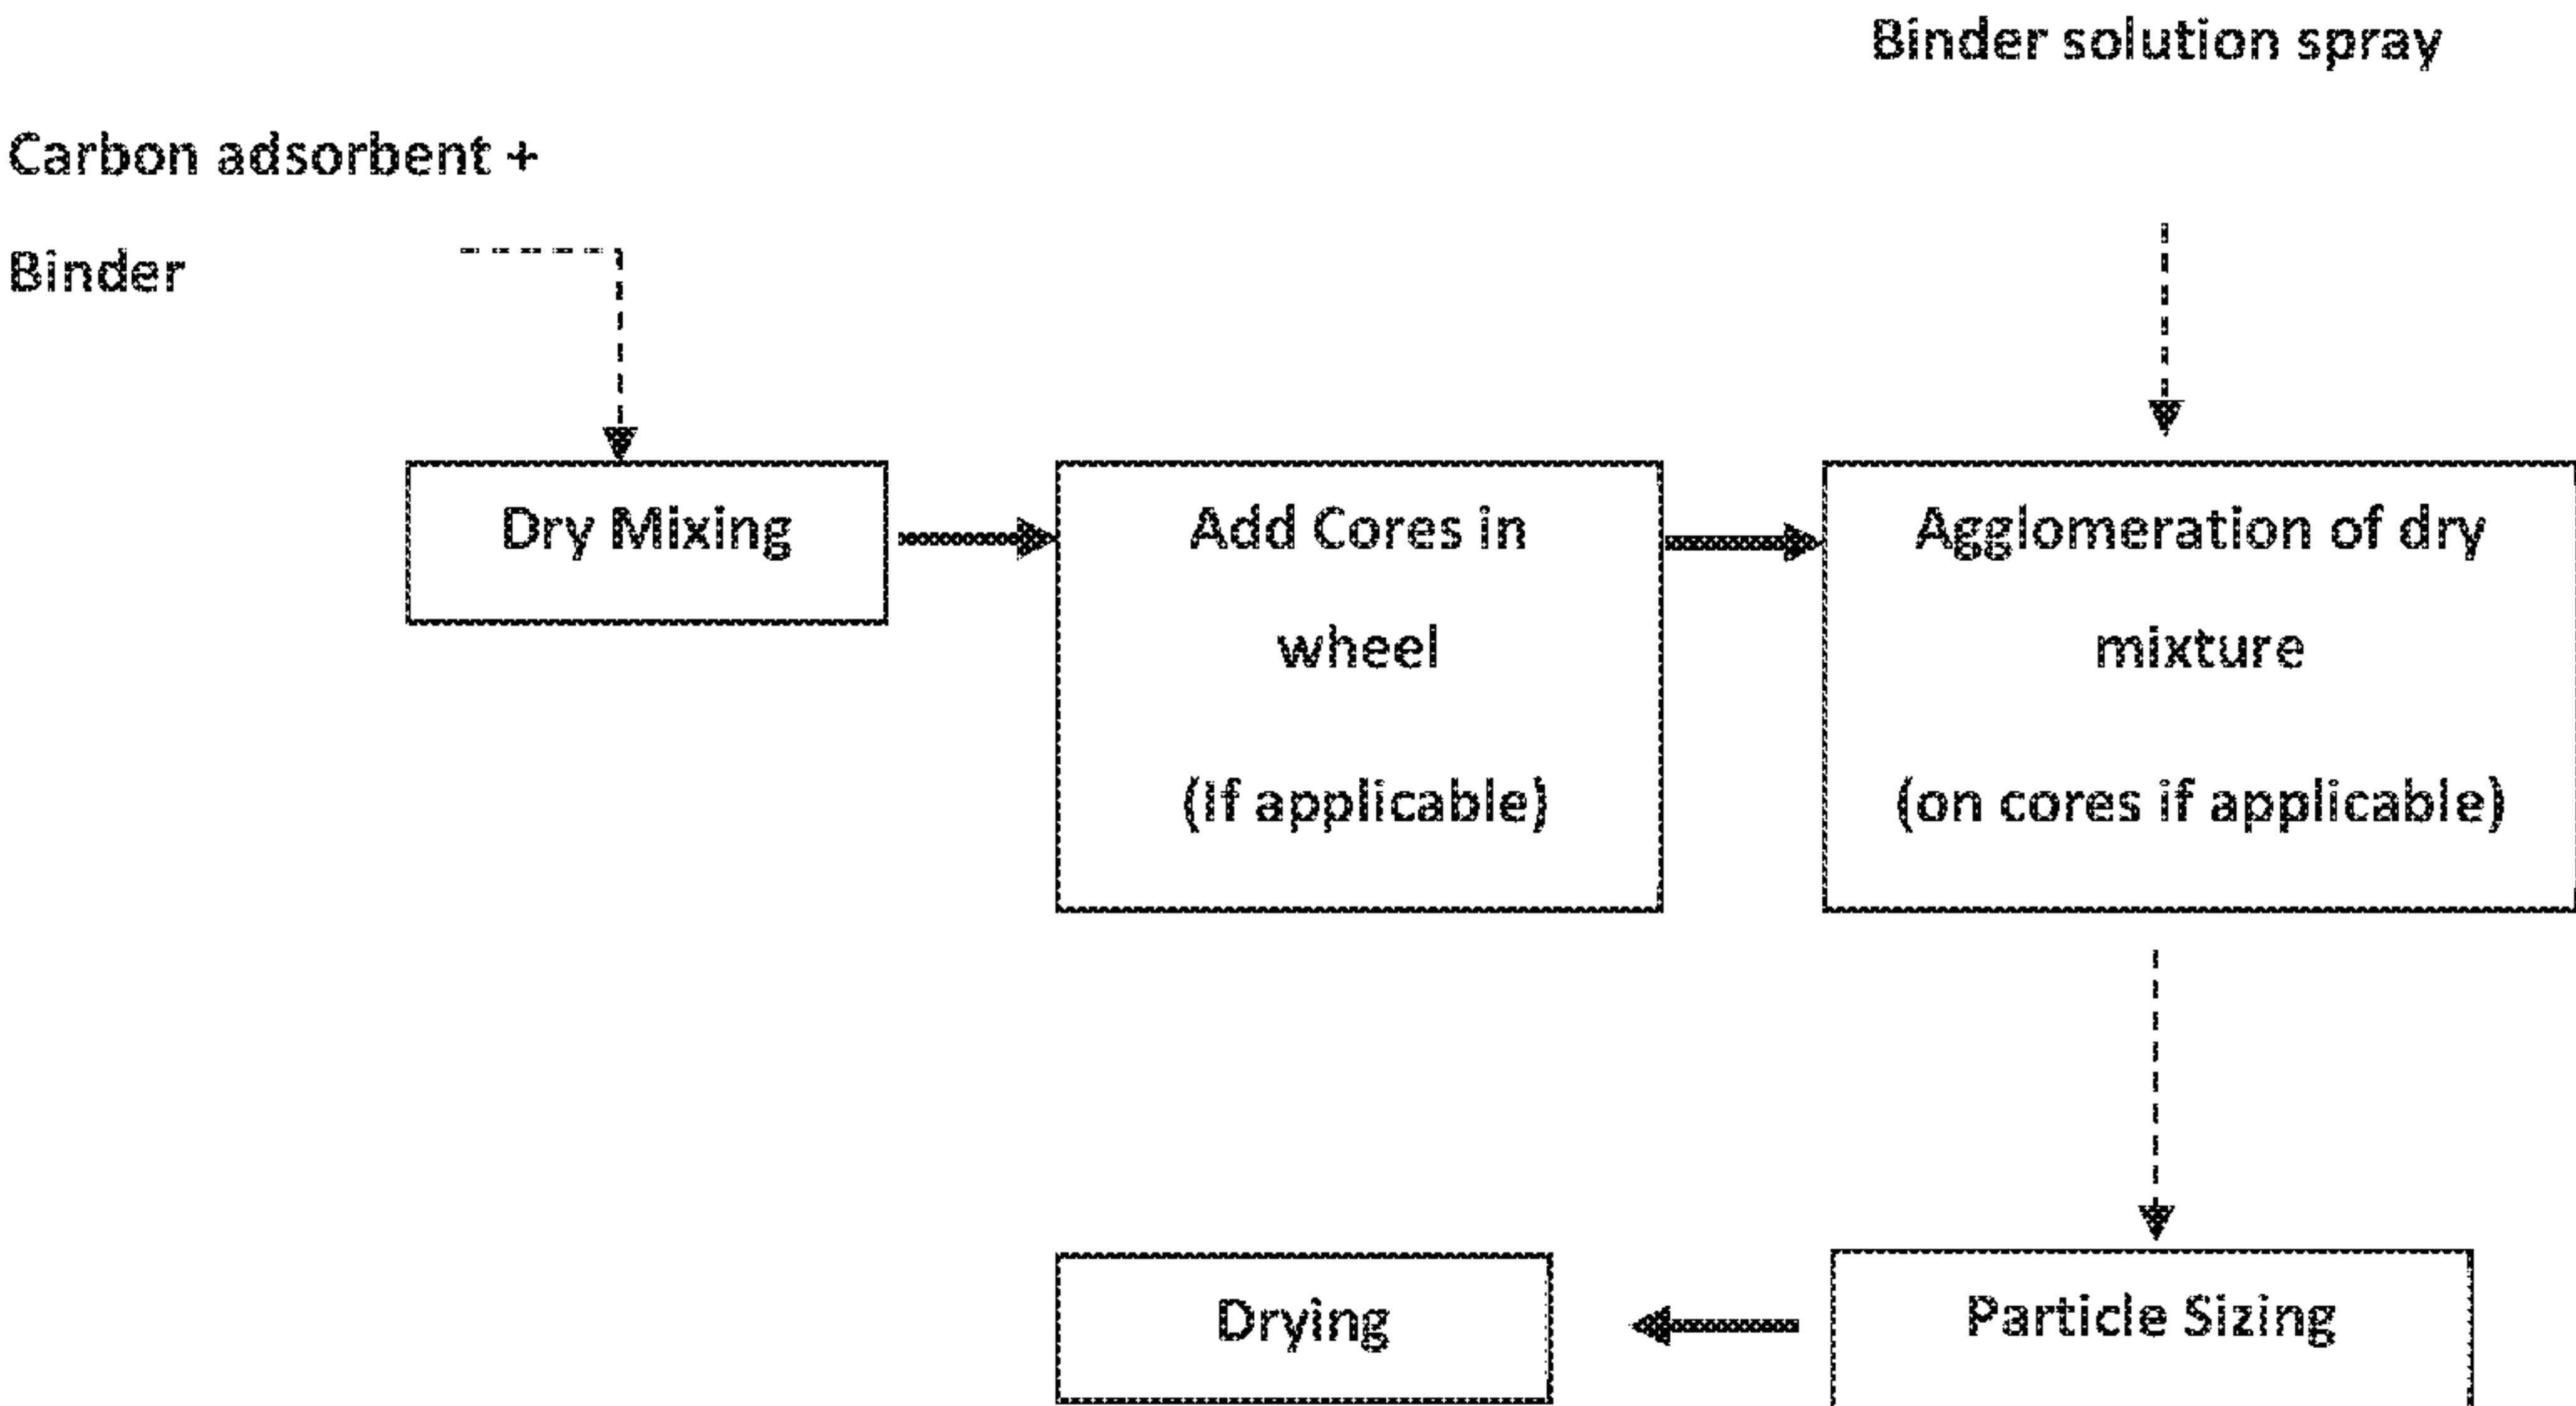 Binder solution spray
Carbon adsorbent +
Binder
Dry Mixing
Add Cores in
wheel
(If applicable)
Agglomeration of dry
mixture
(on cores if applicable)
Drying
Particle Sizing